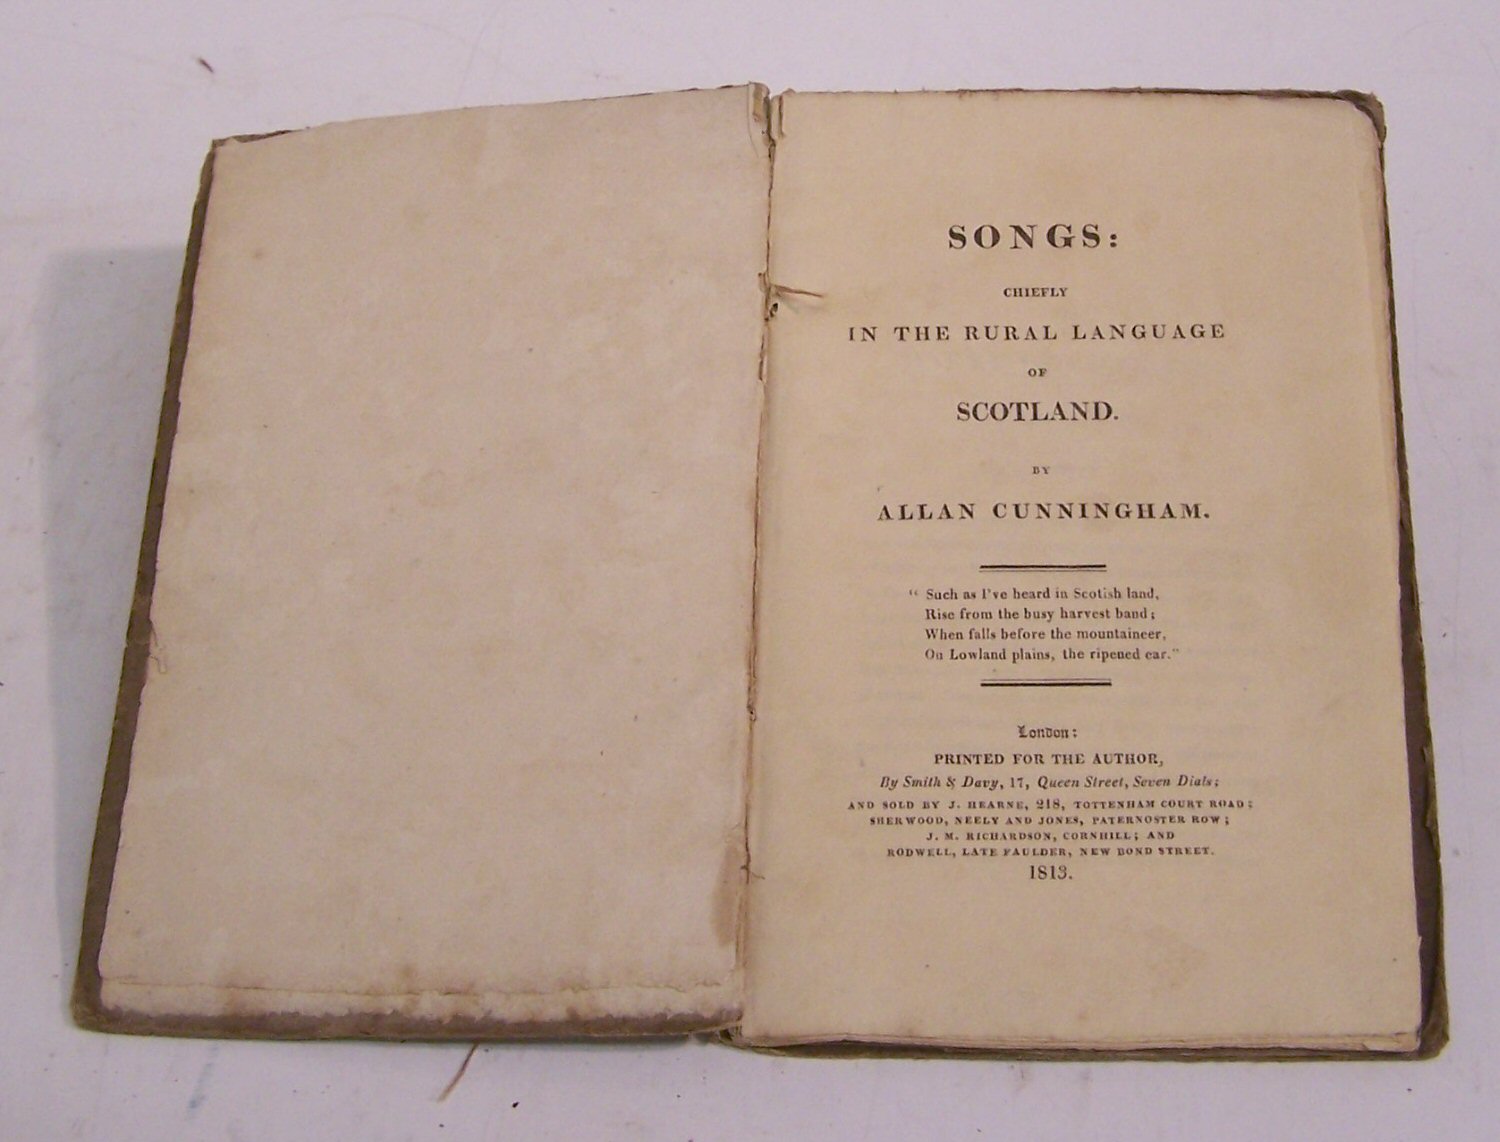 SONGS:
CHIEFLY
IN THE RURAL LANGUAGE
OF
SCOTLAND.
BY
ALLAN CUNNINGHAM.
“ Such as I've heard in Scotish land,
Rise from the busy harvest band;
When falls before the mountaineer,
On Lowland plains, the ripened ear.”
London:
PRINTED FOR THE AUTHOR,
By Smith & Davy, 17, Queen Street, Seven Dials;
AND SOLD BY J. HEARNE, 218, TOTTENHAM COURT ROAD;
SHERWOOD, NEELY AND JONES, PATERNOSTER ROW;
J. M. RICHARDSON, CORNHILL; AND
RODWELL, LATE FAULDER, NEW BOND STREET.
1813.